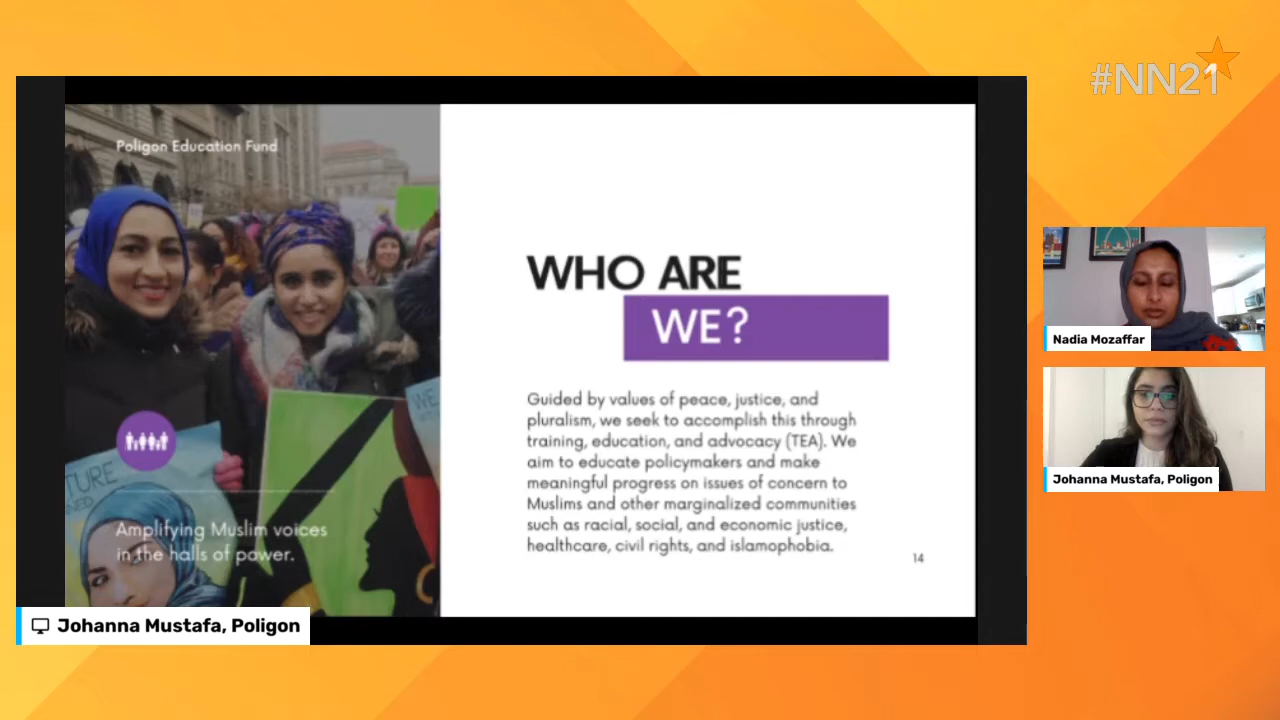 #NN21
Poligon Education Fund
WHO ARE
WE?
Guided by values of peace, justice, and
pluralism, we seek to accomplish this through
training, education, and advocacy (TEA). We
aim to educate policymakers and make
meaningful progress on issues of concern to
Muslims and other marginalized communities
such as racial, social, and economic justice,
healthcare, civil rights, and islamophobia.
14
TURE
WE
Amplifying Muslim voices
in the halls of power.
Johanna Mustafa, Poligon
Nadia Mozaffar
Johanna Mustafa, Poligon